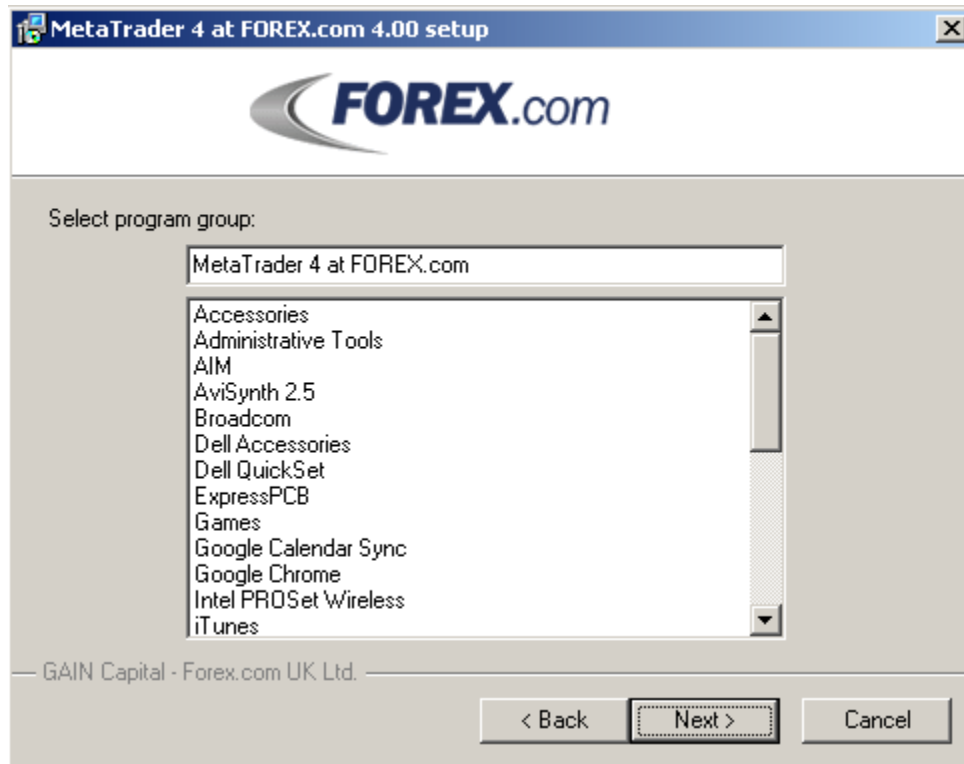 MetaTrader 4 at FOREX.com 4.00 setup
FOREX.com
Select program group:
MetaTrader 4 at FOREX.com
Accessories
Administrative Tools
AIM
AviSynth 2.5
Broadcom
Dell Accessories
Dell QuickSet
ExpressPCB
Games
Google Calendar Sync
Google Chrome
Intel PROSet Wireless
iTunes
GAIN Capital - Forex.com UK Ltd.
< Back Next > Cancel